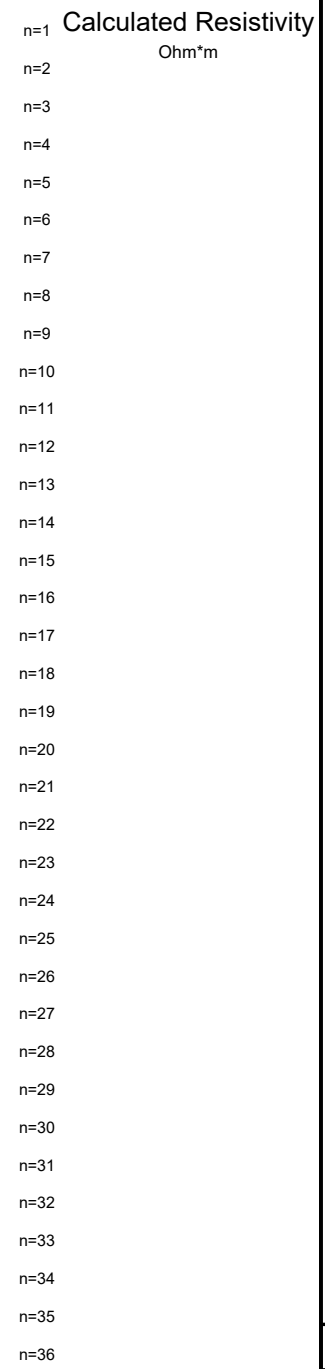 n=1 Calculated Resistivity
Ohm*m
n=2
n=3
n=4
n=5
n=6
n=7
n=8
n=9
n=10
n=11
n=12
n=13
n=14
n=15
n=16
n=17
n=18
n=19
n=20
n=21
n=22
n=23
n=24
n=25
n=26
n=27
n=28
n=29
n=30
n=31
n=32
n=33
n=34
n=35
n=36